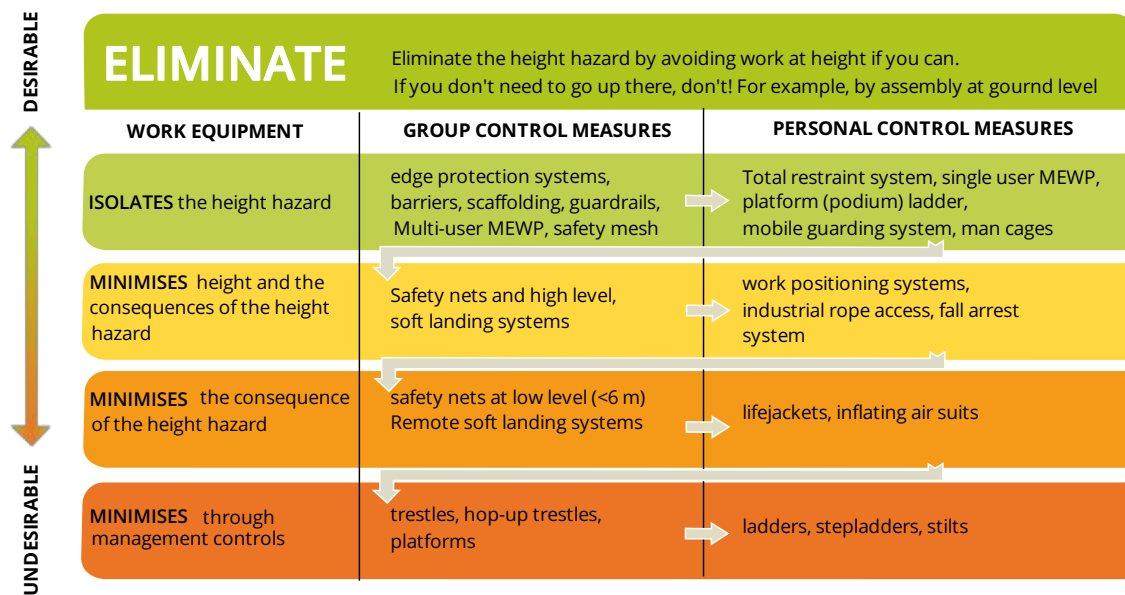 DESIRABLE
ELIMINATE
Eliminate the height hazard by avoiding work at height if you can.
If you don't need to go up there, don't! For example, by assembly at gournd level
WORK EQUIPMENT
GROUP CONTROL MEASURES
PERSONAL CONTROL MEASURES
ISOLATES the height hazard
edge protection systems,
barriers, scaffolding, guardrails,
Multi-user MEWP, safety mesh
Total restraint system, single user MEWP,
platform (podium) ladder,
mobile guarding system, man cages
MINIMISES height and the
consequences of the height
hazard
Safety nets and high level,
soft landing systems
work positioning systems,
industrial rope access, fall arrest
system
MINIMISES the consequence
of the height hazard
safety nets at low level (<6 m)
Remote soft landing systems
lifejackets, inflating air suits
MINIMISES through
management controls
trestles, hop-up trestles,
platforms
ladders, stepladders, stilts
UNDESIRABLE